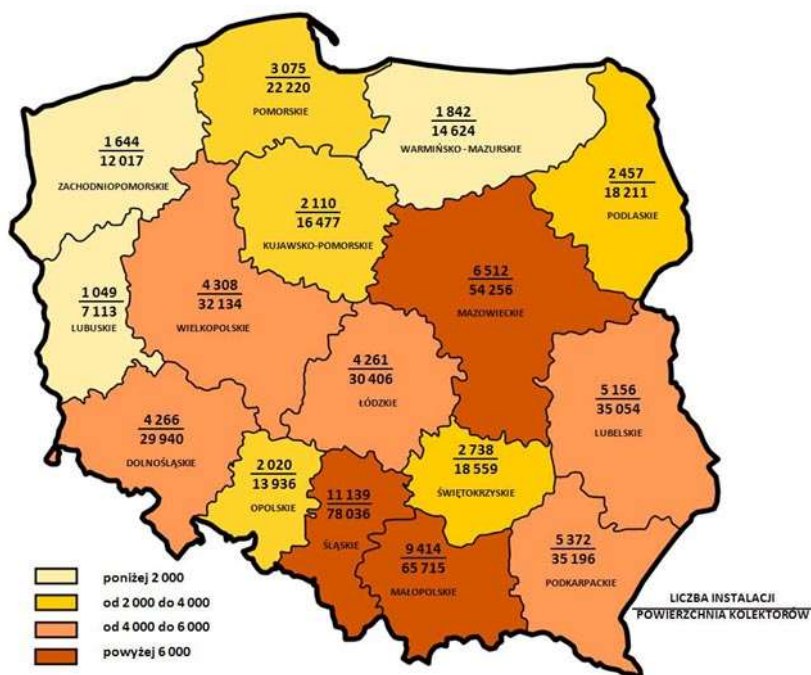 3 075
22 220
POMORSKIE
1 842
14 624
WARMIŃSKO - MAZURSKIE
1 644
12 017
ZACHODNIOPOMORSKIE
2 457
18 211
PODLASKIE
2 110
16 477
KUJAWSKO-POMORSKIE
6 512
54 256
MAZOWIECKIE
4 308
32 134
WIELKOPOLSKIE
1 049
7 113
LUBUSKIE
4 261
30 406
ŁÓDZKIE
5 156
35 054
LUBELSKIE
4 266
29 940
DOLNOŚLĄSKIE
2 020
13 936
OPOLSKIE
2 738
18 559
ŚWIĘTOKRZYSKIE
11 139
78 036
ŚLĄSKIE
9 414
65 715
MAŁOPOLSKIE
5 372
35 196
PODKARPACKIE
poniżej 2 000
od 2 000 do 4 000
od 4 000 do 6 000
powyżej 6 000
LICZBA INSTALACJI
POWIERZCHNIA KOLEKTORÓW